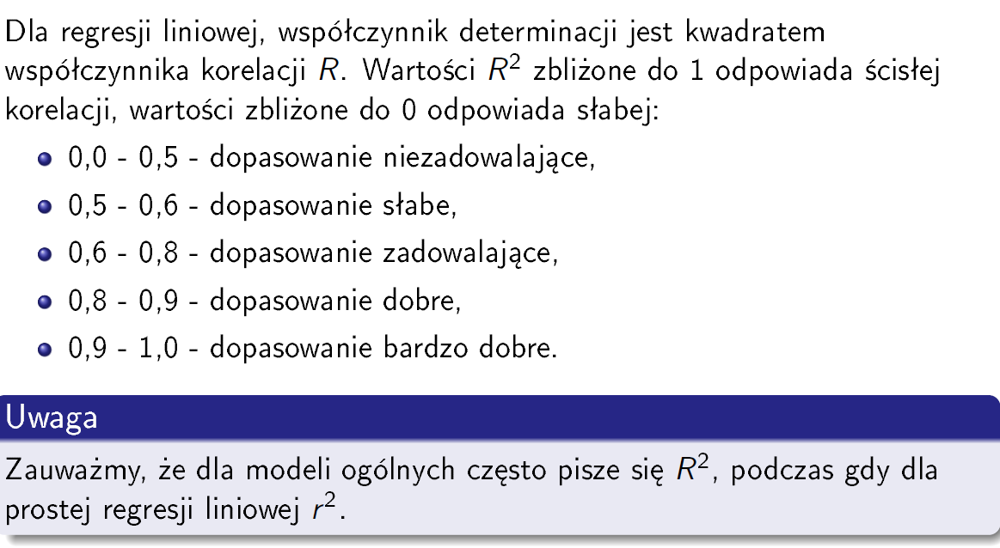 Dla regresji liniowej, współczynnik determinacji jest kwadratem
współczynnika korelacji R. Wartości R² zbliżone do 1 odpowiada ścisłej
korelacji, wartości zbliżone do 0 odpowiada słabej:
0,0 - 0,5 - dopasowanie niezadowalające,
0,5 - 0,6 - dopasowanie słabe,
0,6 - 0,8 - dopasowanie zadowalające,
0,8 - 0,9 - dopasowanie dobre,
0,9 - 1,0 - dopasowanie bardzo dobre.
Uwaga
Zauważmy, że dla modeli ogólnych często pisze się R², podczas gdy dla
prostej regresji liniowej r².